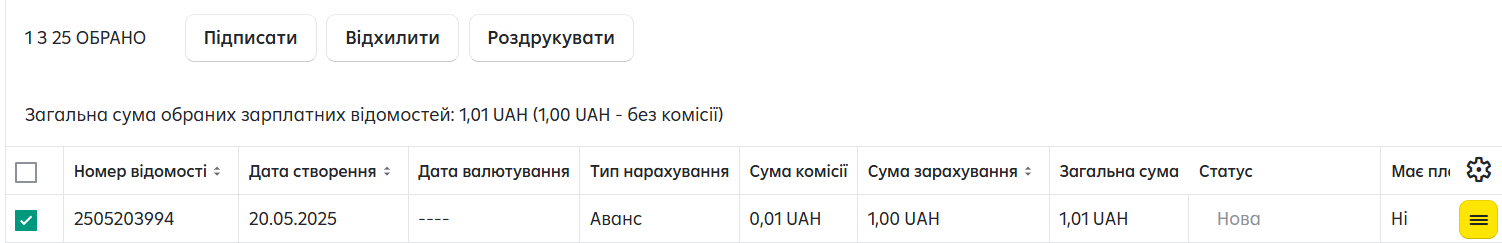 1 З 25 ОБРАНО Підписати Відхилити Роздрукувати
Загальна сума обраних зарплатних відомостей: 1,01 UAH (1,00 UAH - без комісії)
Номер відомості Дата створення Дата валютування Тип нарахування Сума комісії Сума зарахування Загальна сума Статус Має пла
2505203994 20.05.2025 ---- Аванс 0,01 UAH 1,00 UAH 1,01 UAH Нова Ні